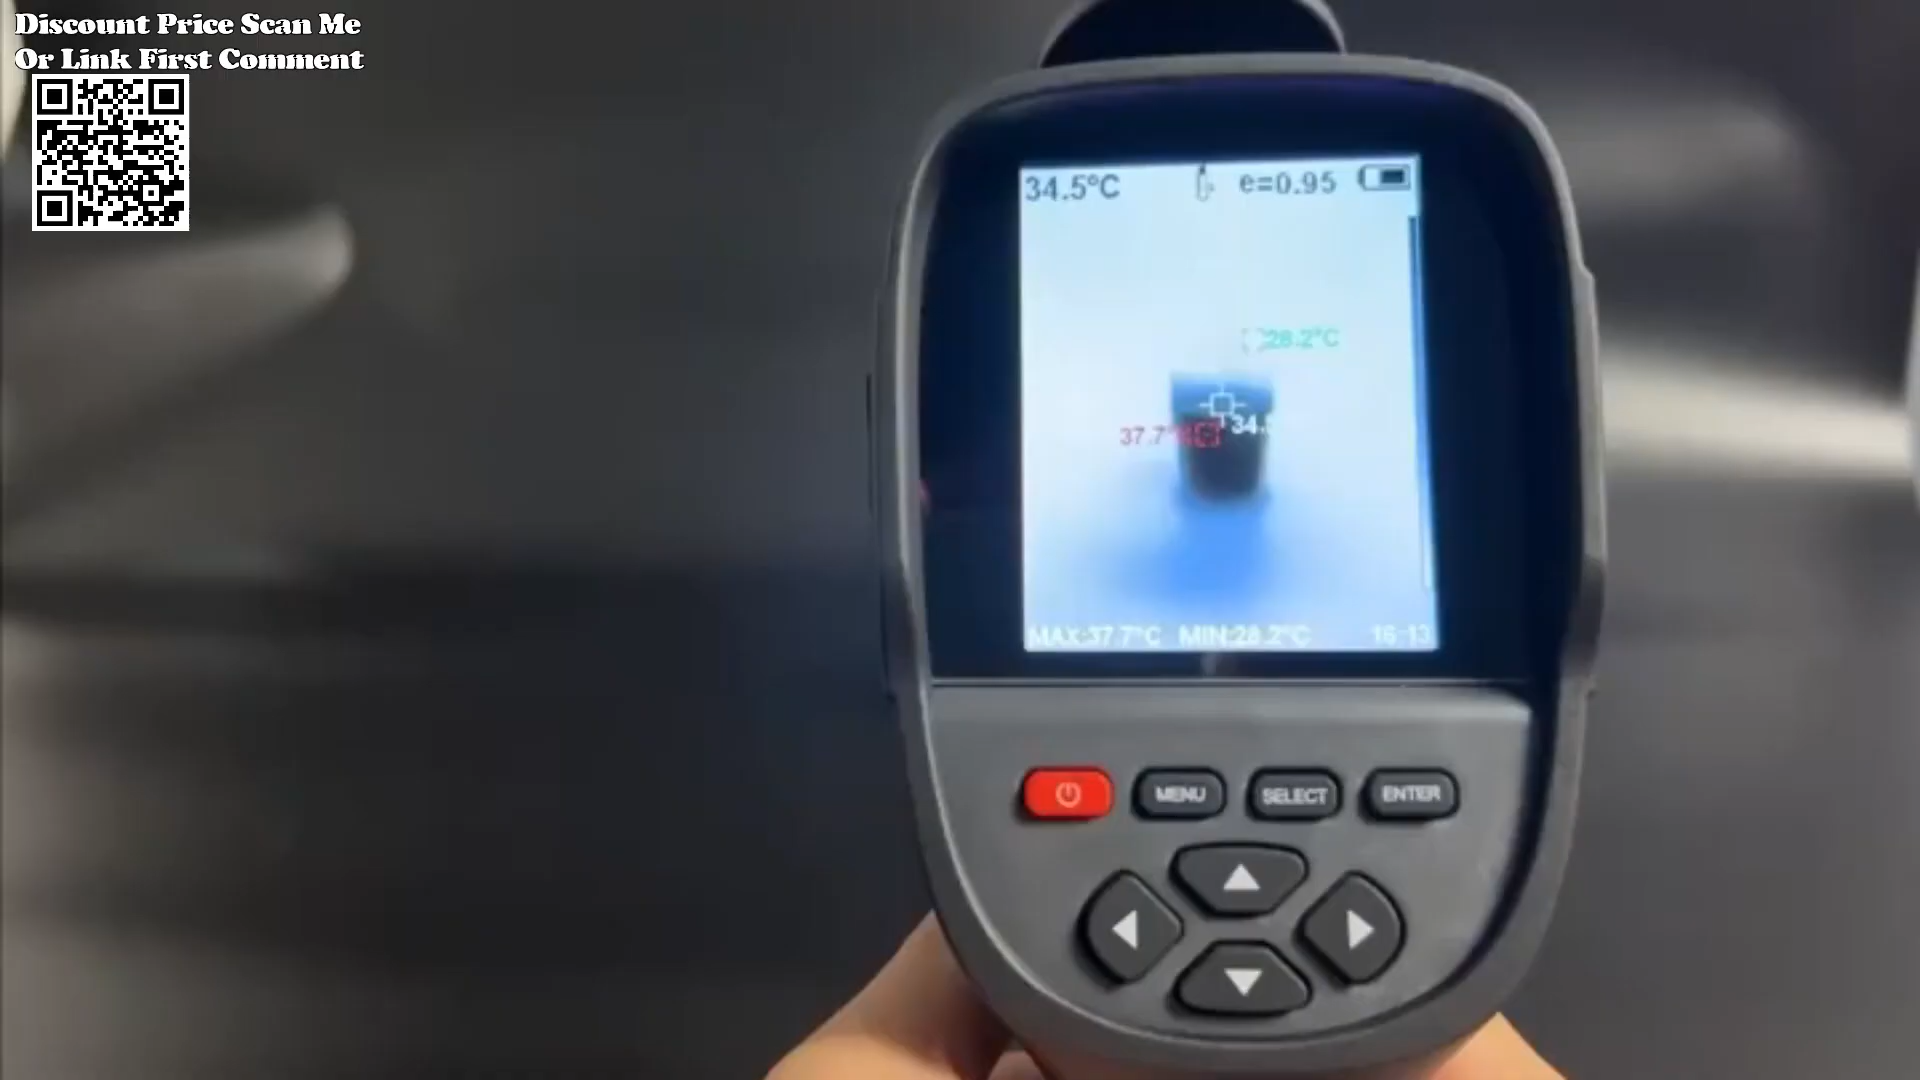 Discount Price Scan Me
Or Link First Comment
34.5°C e=0.95
28.2°C
37.7°
34.
MAX:37.7°C MIN:28.2°C 16:13
MENU SELECT ENTER